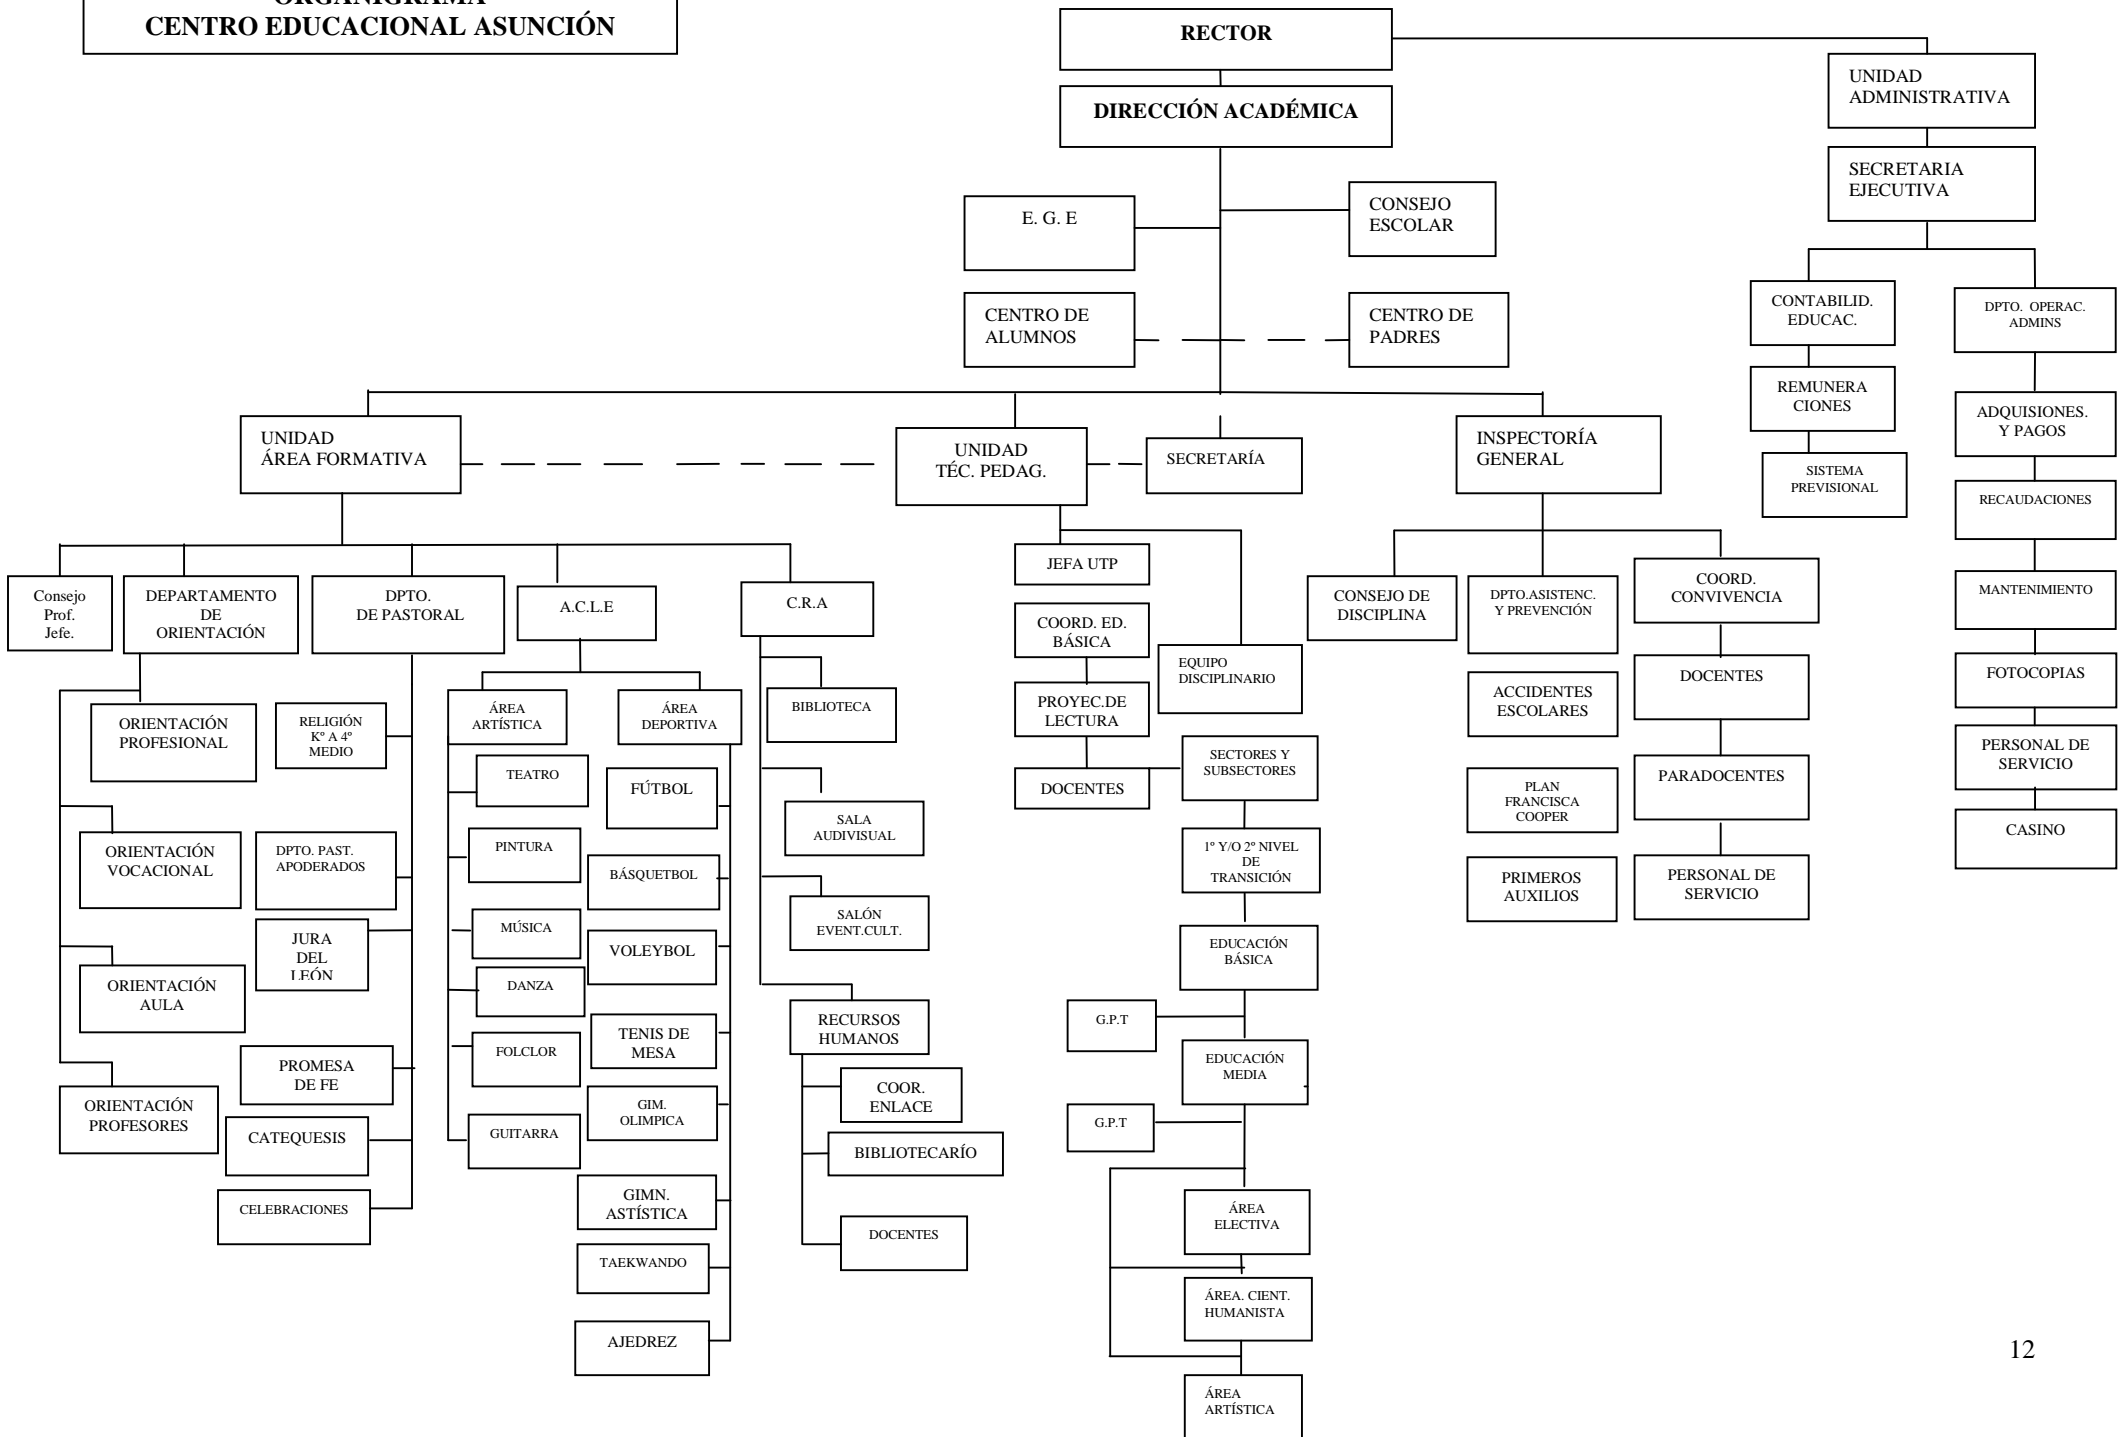 ORGANIGRAMA
CENTRO EDUCACIONAL ASUNCIÓN
RECTOR
DIRECCIÓN ACADÉMICA
UNIDAD
ADMINISTRATIVA
SECRETARIA
EJECUTIVA
E. G. E
CONSEJO
ESCOLAR
CENTRO DE
ALUMNOS
CENTRO DE
PADRES
CONTABILID.
EDUCAC.
DPTO. OPERAC.
ADMINS
REMUNERA
CIONES
ADQUISIONES.
Y PAGOS
SISTEMA
PREVISIONAL
RECAUDACIONES
MANTENIMIENTO
FOTOCOPIAS
PERSONAL DE
SERVICIO
CASINO
UNIDAD
ÁREA FORMATIVA
UNIDAD
TÉC. PEDAG.
SECRETARÍA
INSPECTORÍA
GENERAL
Consejo
Prof.
Jefe.
DEPARTAMENTO
DE
ORIENTACIÓN
DPTO.
DE PASTORAL
A.C.L.E
C.R.A
ORIENTACIÓN
PROFESIONAL
ORIENTACIÓN
VOCACIONAL
ORIENTACIÓN
AULA
ORIENTACIÓN
PROFESORES
RELIGIÓN
Kº A 4º
MEDIO
DPTO. PAST.
APODERADOS
JURA
DEL
LEÓN
PROMESA
DE FE
CATEQUESIS
CELEBRACIONES
ÁREA
ARTÍSTICA
TEATRO
PINTURA
MÚSICA
DANZA
FOLCLOR
GUITARRA
ÁREA
DEPORTIVA
FÚTBOL
BÁSQUETBOL
VOLEYBOL
TENIS DE
MESA
GIM.
OLIMPICA
GIMN.
ASTÍSTICA
TAEKWANDO
AJEDREZ
BIBLIOTECA
SALA
AUDIVISUAL
SALÓN
EVENT.CULT.
RECURSOS
HUMANOS
COOR.
ENLACE
BIBLIOTECARÍO
DOCENTES
JEFA UTP
COORD. ED.
BÁSICA
PROYEC.DE
LECTURA
DOCENTES
EQUIPO
DISCIPLINARIO
SECTORES Y
SUBSECTORES
1º Y/O 2º NIVEL
DE
TRANSICIÓN
EDUCACIÓN
BÁSICA
G.P.T
EDUCACIÓN
MEDIA
G.P.T
ÁREA
ELECTIVA
ÁREA. CIENT.
HUMANISTA
ÁREA
ARTÍSTICA
CONSEJO DE
DISCIPLINA
DPTO.ASISTENC.
Y PREVENCIÓN
ACCIDENTES
ESCOLARES
PLAN
FRANCISCA
COOPER
PRIMEROS
AUXILIOS
COORD.
CONVIVENCIA
DOCENTES
PARADOCENTES
PERSONAL DE
SERVICIO
12